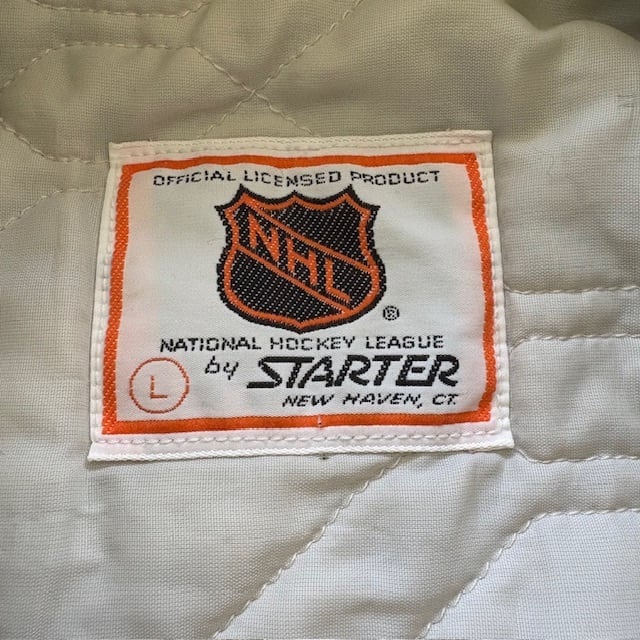 OFFICIAL LICENSED PRODUCT
NHL
®
NATIONAL HOCKEY LEAGUE
L
by STARTER
NEW HAVEN, CT.